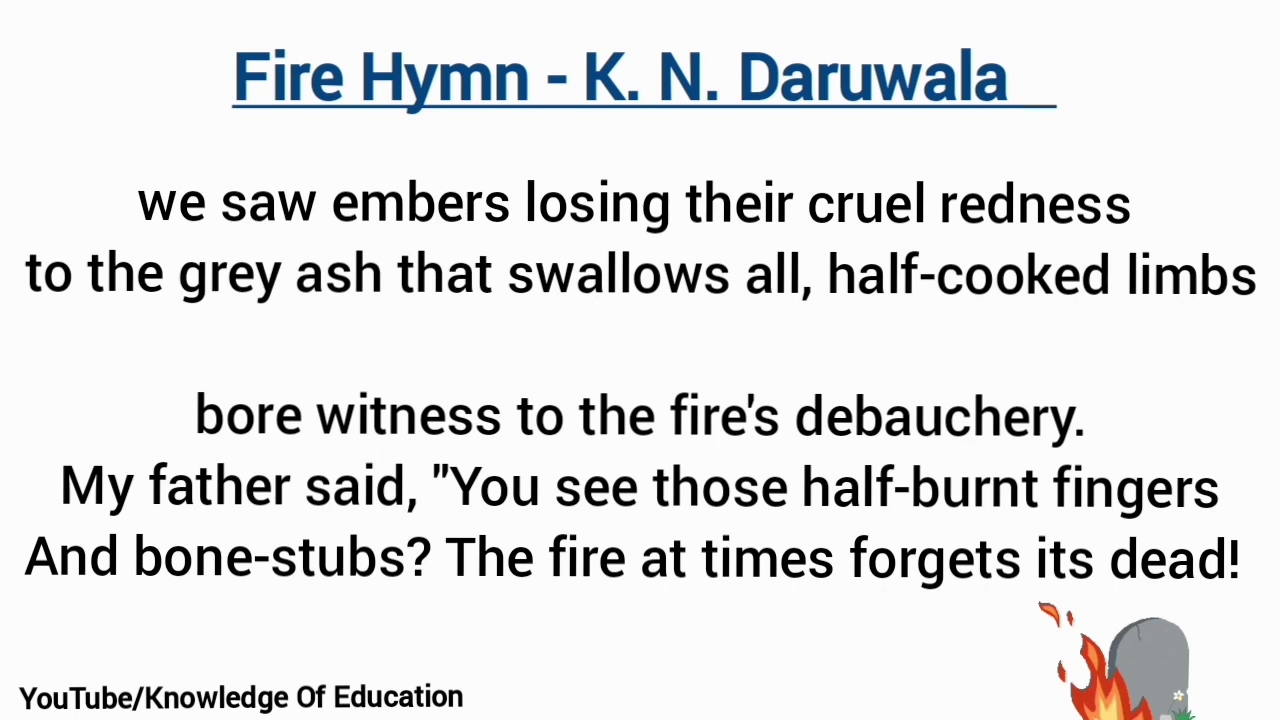 Fire Hymn - K. N. Daruwala
we saw embers losing their cruel redness
to the grey ash that swallows all, half-cooked limbs
bore witness to the fire's debauchery.
My father said, "You see those half-burnt fingers
And bone-stubs? The fire at times forgets its dead!
YouTube/Knowledge Of Education